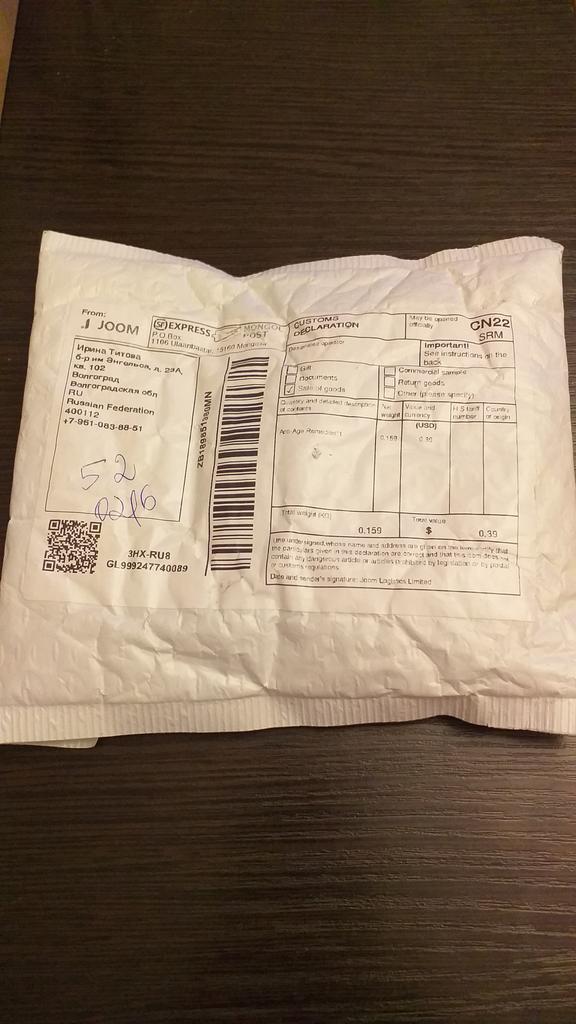 From:
J JOOM
SF EXPRESS
MONGOL POST
P.O Box.
1106 Ulaanbaatar, 15160 Mongolia
Ирина Титова
б-р им Энгельса, д. 23А,
кв. 102
Волгоград
Волгоградская обл
RU
Russian Federation
400112
+7-961-083-88-51
52
0216
3HX-RU8
GL999247740089
ZB189851380MN
CUSTOMS DECLARATION
May be opened officially
CN22
SRM
Designated operator
Important!
See instructions on the back
Gift
Documents
✓ Sale of goods
Commercial sample
Return goods
Other (please specify)
Quantity and detailed description of contents
Net weight
Value and currency
(USD)
H S tariff number
Country of origin
0.159
0.39
Total weight (KG)
0.159
Total value
$
0.39
I the undersigned,whose name and address are given on the item,certify that
the particulars given in this declaration are correct and that this item does not
contain any dangerous article or articles prohibited by legislation or by postal
or customs regulations
Date and sender's signature: Joom Logistics Limited